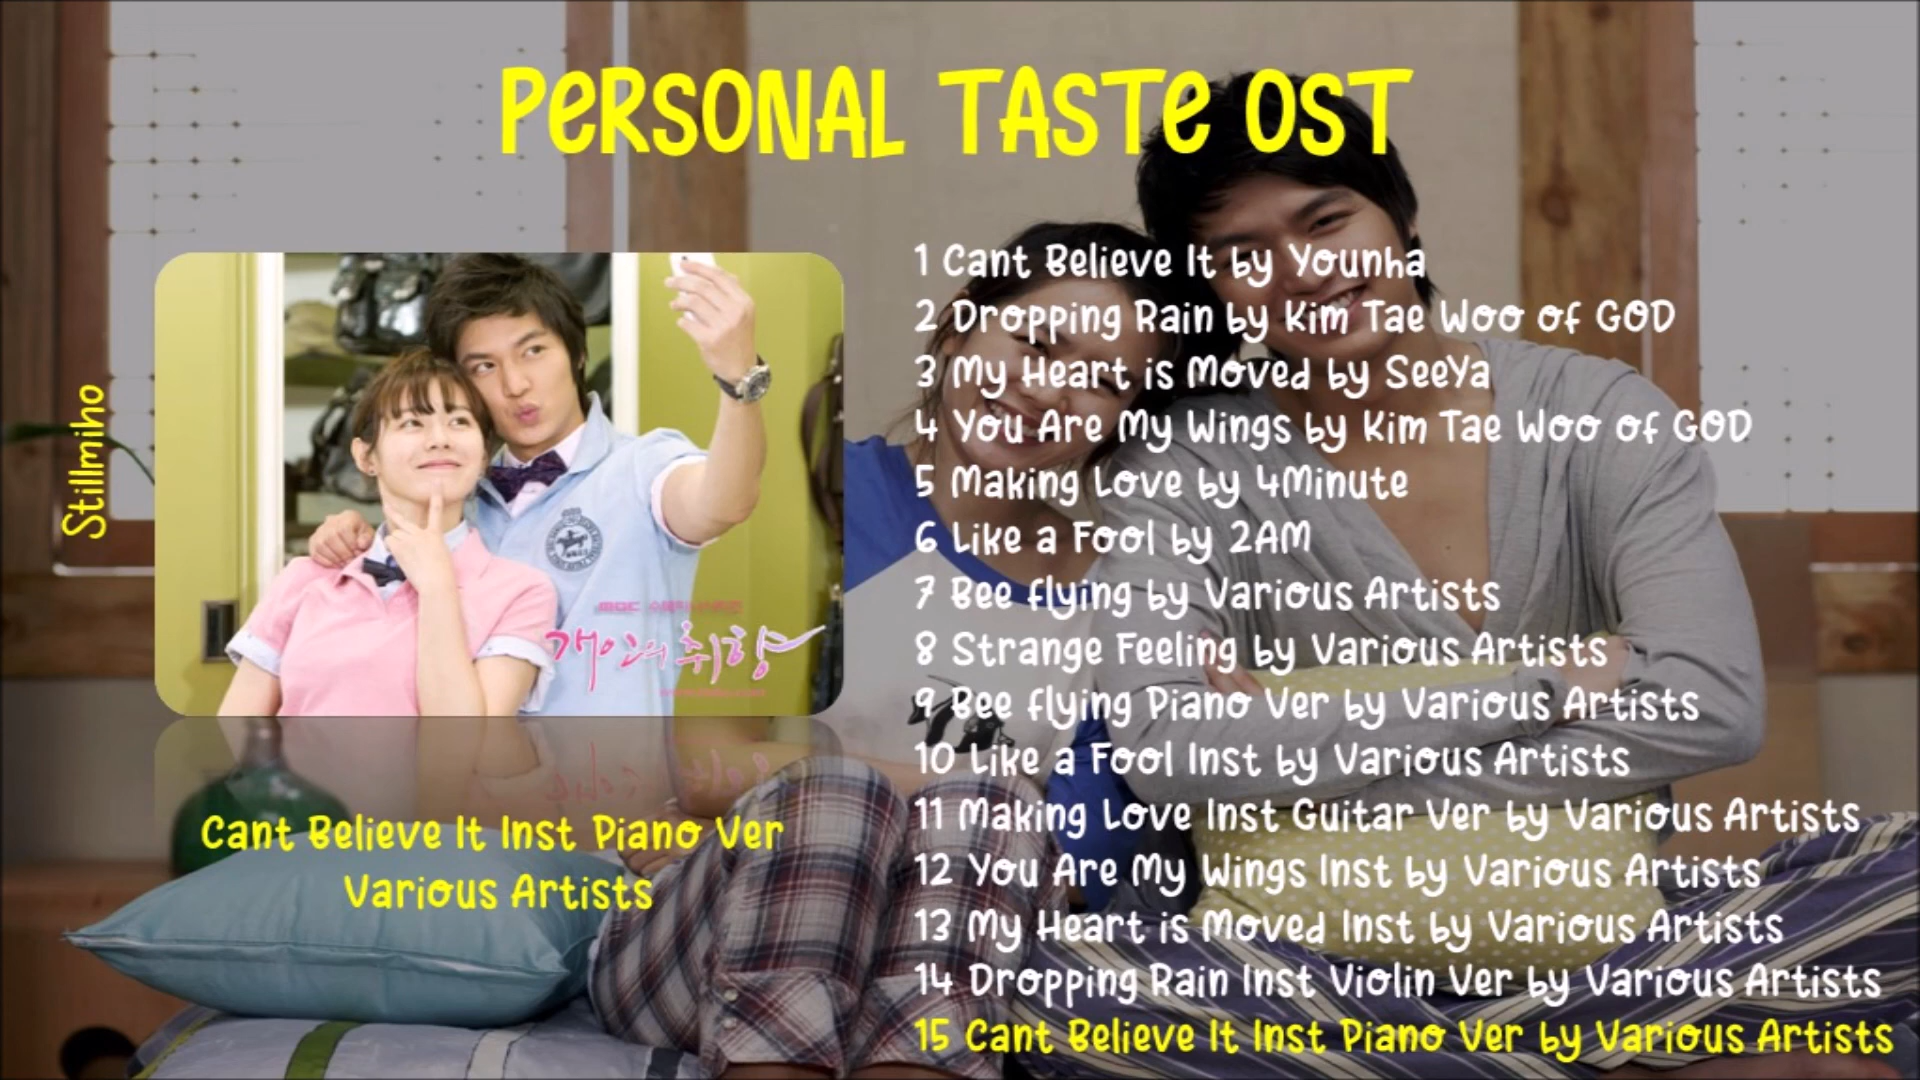 Personal Taste OST
Stillmiho
MBC
개인의 취향
Cant Believe It Inst Piano Ver
Various Artists
1 Cant Believe It by Younha
2 Dropping Rain by Kim Tae Woo of GOD
3 My Heart is Moved by SeeYa
4 You Are My Wings by Kim Tae Woo of GOD
5 Making Love by 4Minute
6 Like a Fool by 2AM
7 Bee flying by Various Artists
8 Strange Feeling by Various Artists
9 Bee flying Piano Ver by Various Artists
10 Like a Fool Inst by Various Artists
11 Making Love Inst Guitar Ver by Various Artists
12 You Are My Wings Inst by Various Artists
13 My Heart is Moved Inst by Various Artists
14 Dropping Rain Inst Violin Ver by Various Artists
15 Cant Believe It Inst Piano Ver by Various Artists